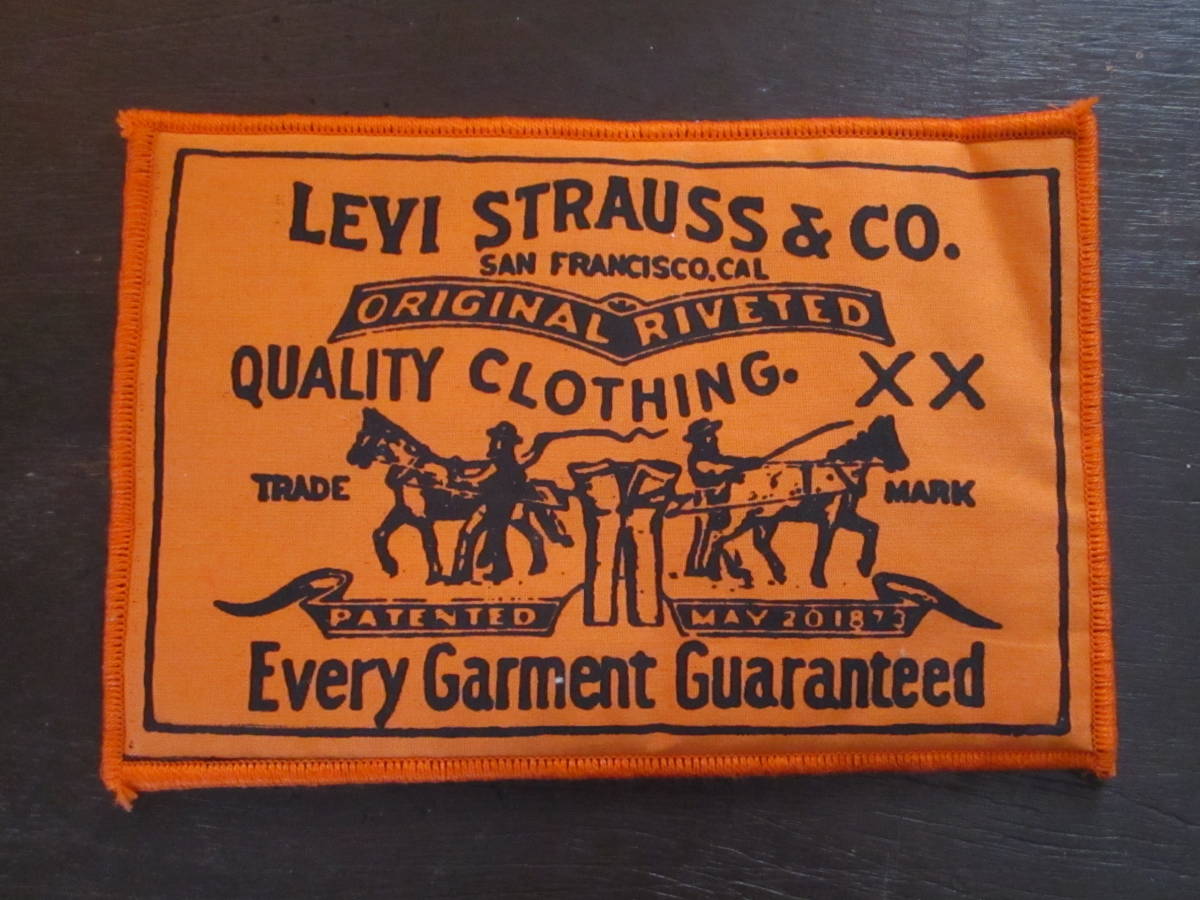 LEVI STRAUSS & CO.
SAN FRANCISCO, CAL
ORIGINAL RIVETED
QUALITY CLOTHING. XX
TRADE MARK
PATENTED MAY 20 1873
Every Garment Guaranteed